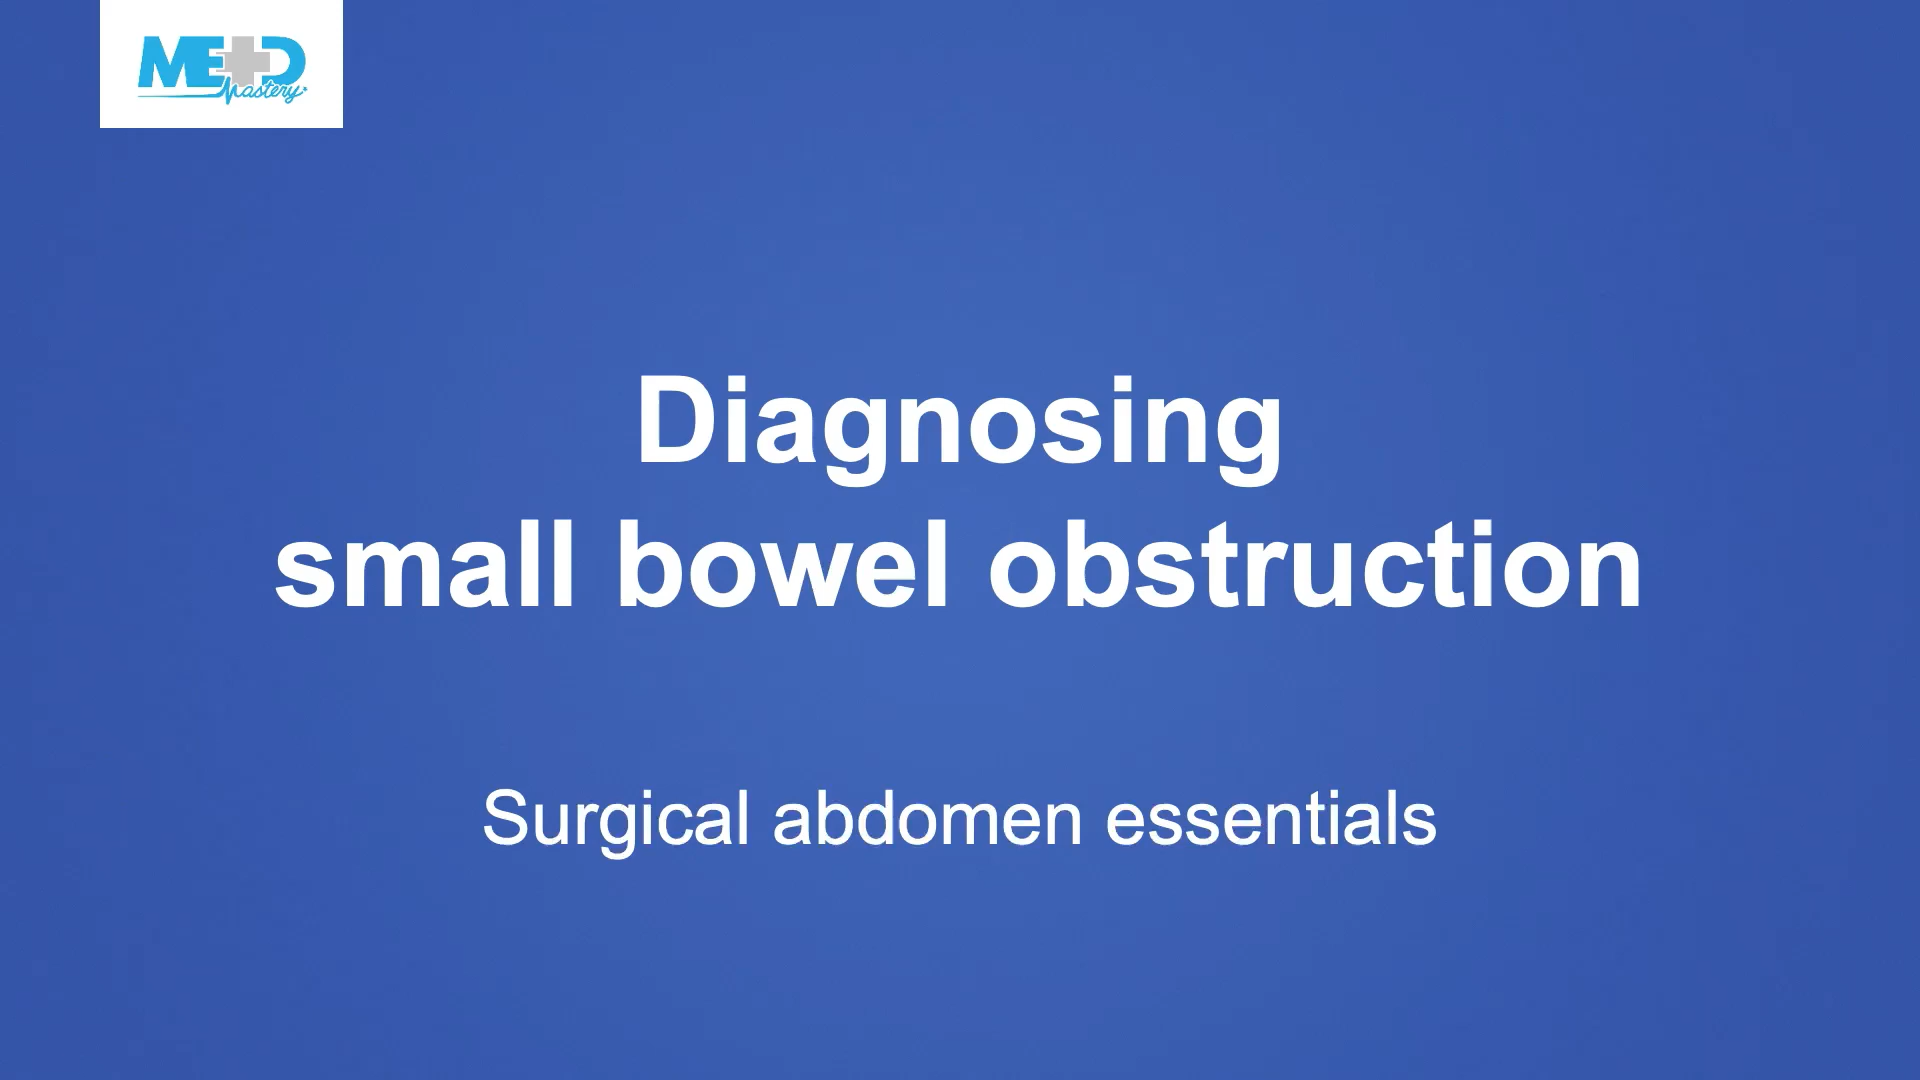 MED
Mastery
Diagnosing
small bowel obstruction
Surgical abdomen essentials